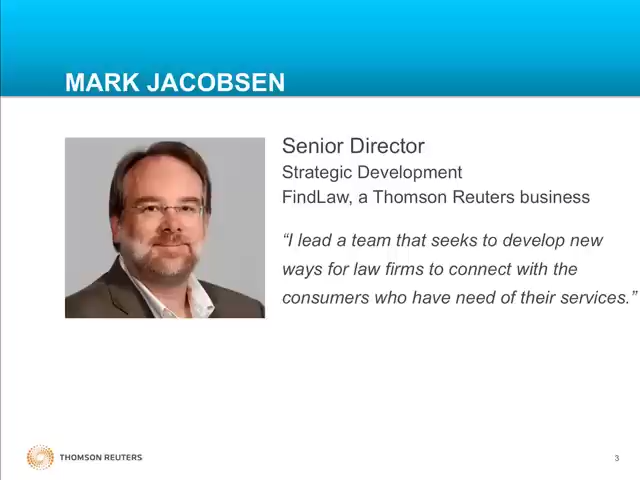 MARK JACOBSEN
Senior Director
Strategic Development
FindLaw, a Thomson Reuters business
“I lead a team that seeks to develop new
ways for law firms to connect with the
consumers who have need of their services.”
THOMSON REUTERS
3